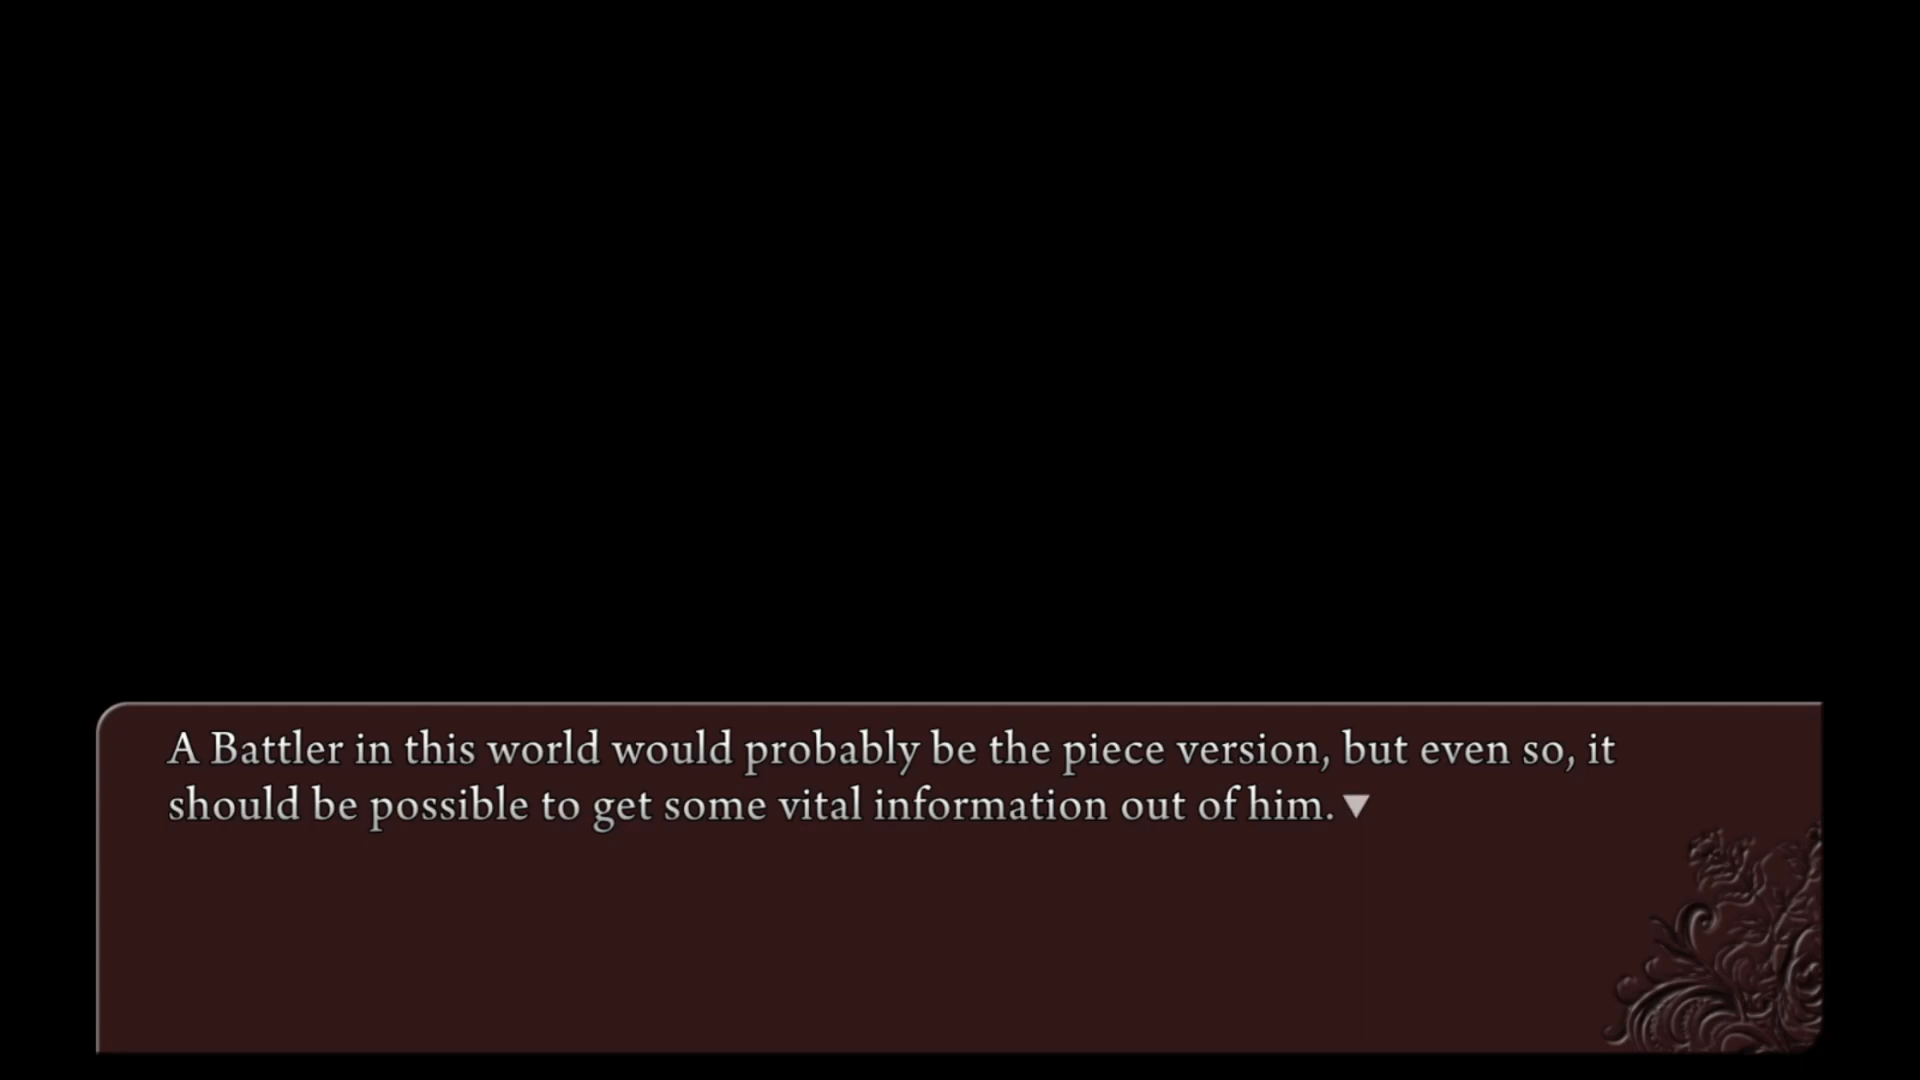 A Battler in this world would probably be the piece version, but even so, it
should be possible to get some vital information out of him.